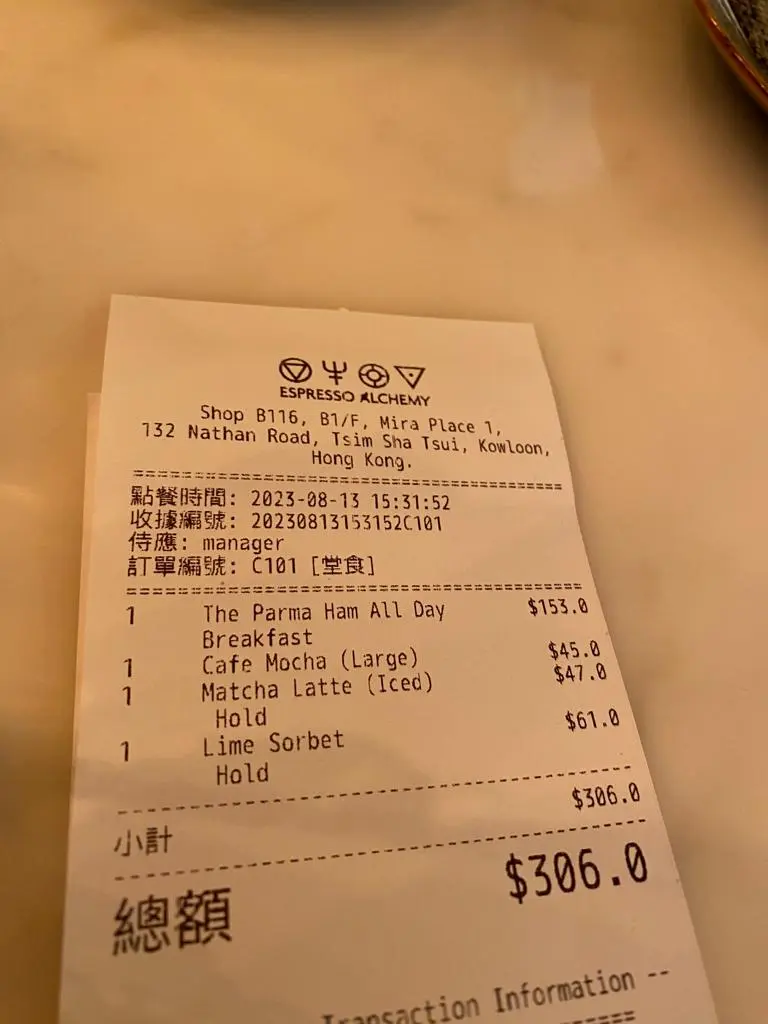 ESPRESSO ALCHEMY
Shop B116, B1/F, Mira Place 1,
132 Nathan Road, Tsim Sha Tsui, Kowloon,
Hong Kong.
點餐時間: 2023-08-13 15:31:52
收據編號: 20230813153152C101
侍應: manager
訂單編號: C101 [堂食]
1 The Parma Ham All Day $153.0
Breakfast
1 Cafe Mocha (Large) $45.0
1 Matcha Latte (Iced) $47.0
Hold
1 Lime Sorbet $61.0
Hold
小計 $306.0
總額 $306.0
Transaction Information --